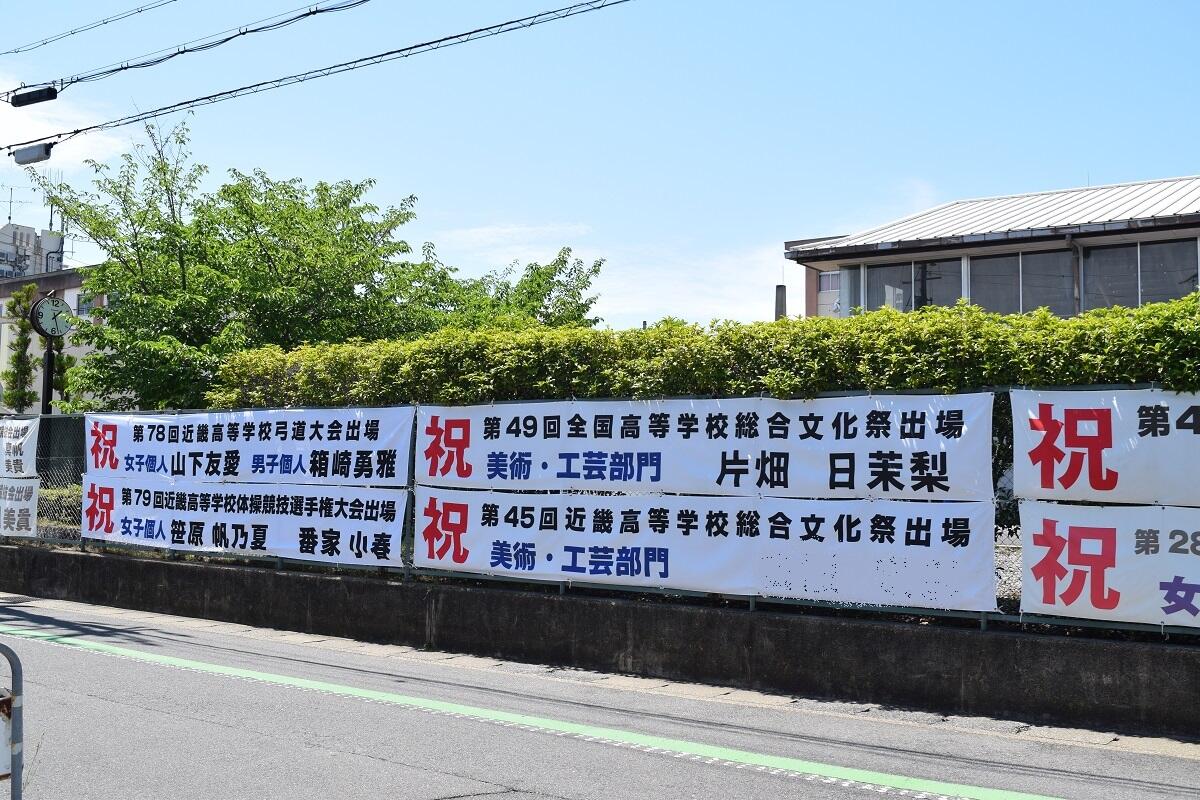 美貴
美貴
祝
第78回近畿高等学校弓道大会出場
女子個人 山下友愛 男子個人 箱崎勇雅
祝
第79回近畿高等学校体操競技選手権大会出場
女子個人 笹原 帆乃夏 番家 小春
祝
第49回全国高等学校総合文化祭出場
美術・工芸部門 片畑 日茉梨
祝
第45回近畿高等学校総合文化祭出場
美術・工芸部門
祝
第4
祝
第28
女